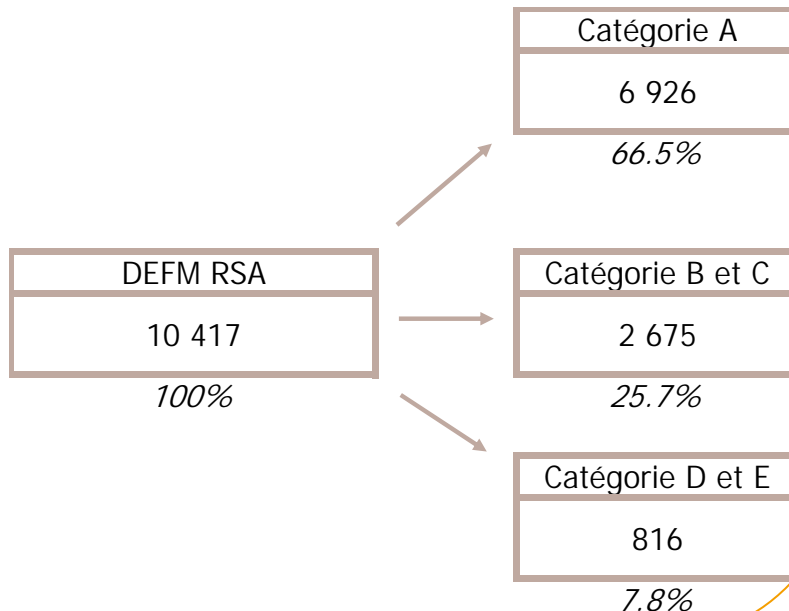 Catégorie A
6 926
66.5%
DEFM RSA
10 417
100%
Catégorie B et C
2 675
25.7%
Catégorie D et E
816
7.8%